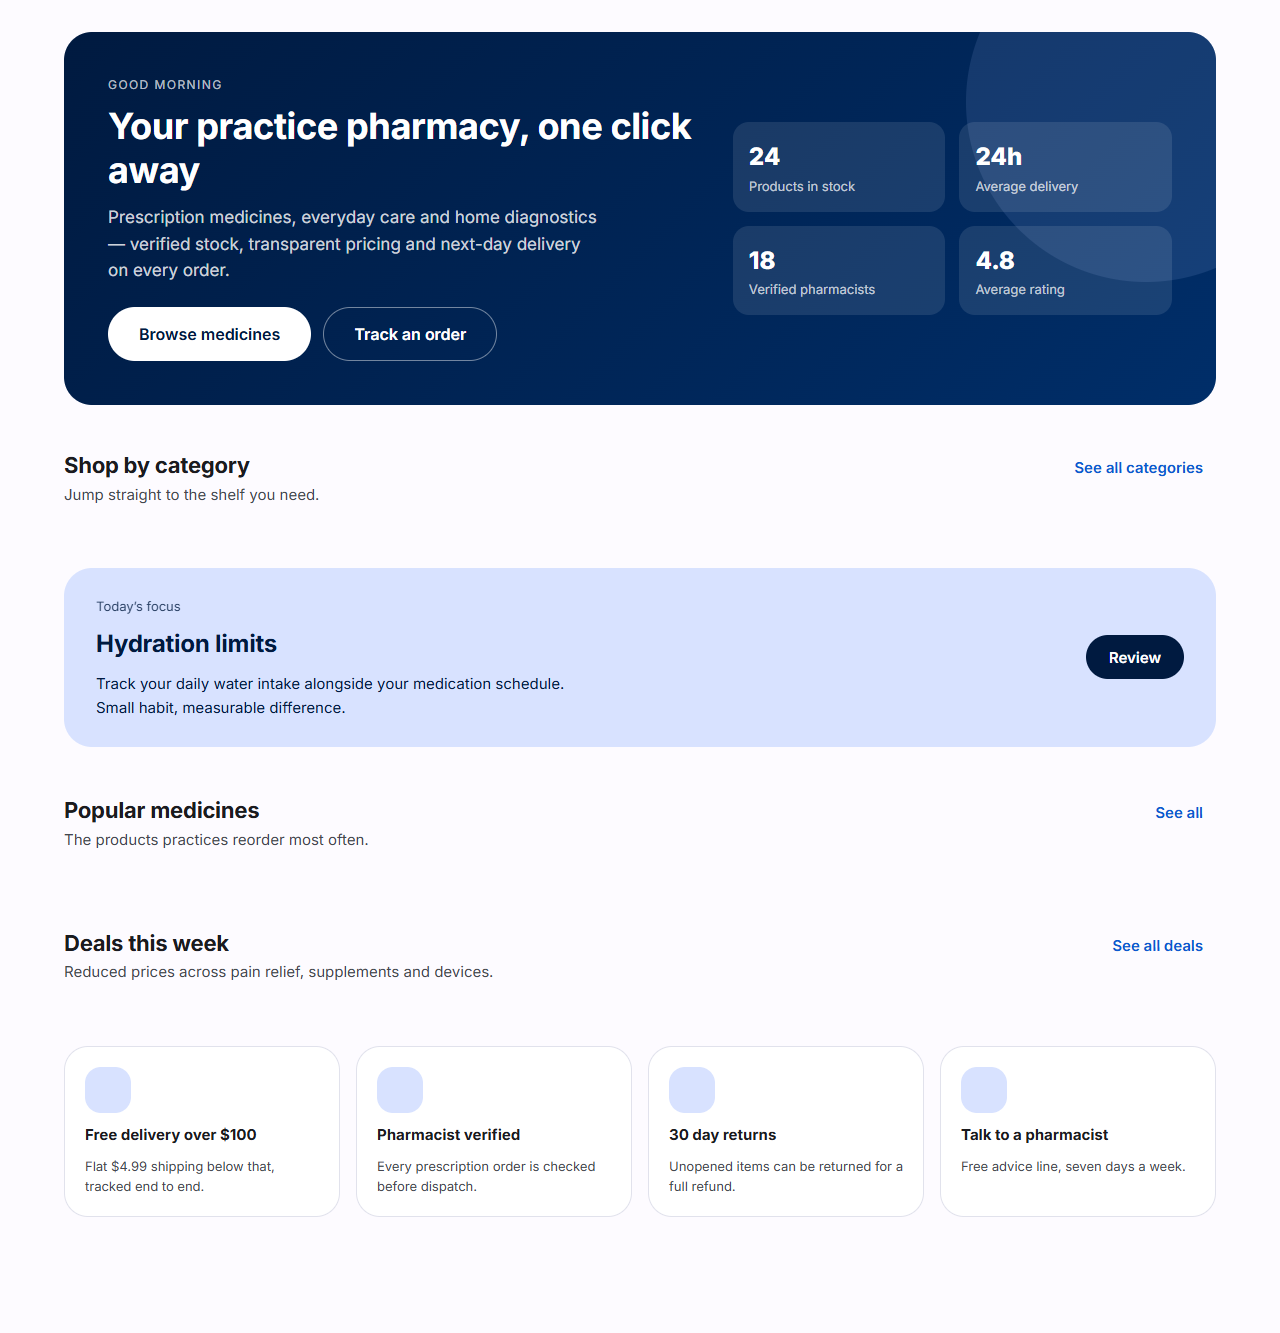 GOOD MORNING
Your practice pharmacy, one click
away
Prescription medicines, everyday care and home diagnostics
— verified stock, transparent pricing and next-day delivery
on every order.
Browse medicines
Track an order
24
Products in stock
24h
Average delivery
18
Verified pharmacists
4.8
Average rating
Shop by category
Jump straight to the shelf you need.
See all categories
Today’s focus
Hydration limits
Track your daily water intake alongside your medication schedule.
Small habit, measurable difference.
Review
Popular medicines
The products practices reorder most often.
See all
Deals this week
Reduced prices across pain relief, supplements and devices.
See all deals
Free delivery over $100
Flat $4.99 shipping below that,
tracked end to end.
Pharmacist verified
Every prescription order is checked
before dispatch.
30 day returns
Unopened items can be returned for a
full refund.
Talk to a pharmacist
Free advice line, seven days a week.